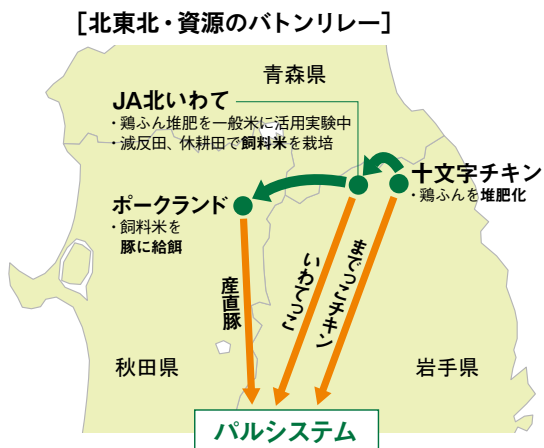 ［北東北・資源のバトンリレー］
青森県
JA北いわて
・鶏ふん堆肥を一般米に活用実験中
・減反田、休耕田で飼料米を栽培
十文字チキン
・鶏ふんを堆肥化
ポークランド
・飼料米を
豚に給餌
産直豚
いわてっこ
までっこチキン
秋田県
岩手県
パルシステム